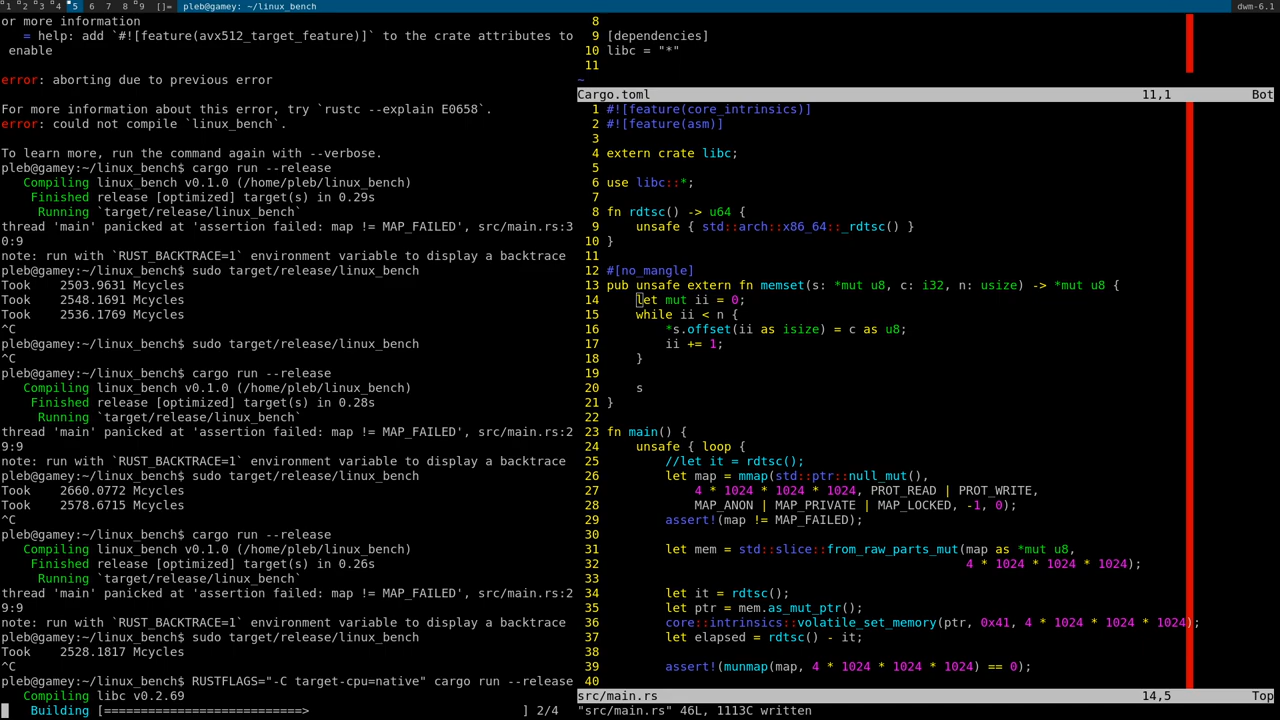 1 2 3 4 5 6 7 8 9 []= pleb@gamey: ~/linux_bench dwm-6.1
or more information
= help: add `#![feature(avx512_target_feature)]` to the crate attributes to
enable
error: aborting due to previous error
For more information about this error, try `rustc --explain E0658`.
error: could not compile `linux_bench`.
To learn more, run the command again with --verbose.
pleb@gamey:~/linux_bench$ cargo run --release
Compiling linux_bench v0.1.0 (/home/pleb/linux_bench)
Finished release [optimized] target(s) in 0.29s
Running `target/release/linux_bench`
thread 'main' panicked at 'assertion failed: map != MAP_FAILED', src/main.rs:3
0:9
note: run with `RUST_BACKTRACE=1` environment variable to display a backtrace
pleb@gamey:~/linux_bench$ sudo target/release/linux_bench
Took    2503.9631 Mcycles
Took    2548.1691 Mcycles
Took    2536.1769 Mcycles
^C
pleb@gamey:~/linux_bench$ sudo target/release/linux_bench
^C
pleb@gamey:~/linux_bench$ cargo run --release
Compiling linux_bench v0.1.0 (/home/pleb/linux_bench)
Finished release [optimized] target(s) in 0.28s
Running `target/release/linux_bench`
thread 'main' panicked at 'assertion failed: map != MAP_FAILED', src/main.rs:2
9:9
note: run with `RUST_BACKTRACE=1` environment variable to display a backtrace
pleb@gamey:~/linux_bench$ sudo target/release/linux_bench
Took    2660.0772 Mcycles
Took    2578.6715 Mcycles
^C
pleb@gamey:~/linux_bench$ cargo run --release
Compiling linux_bench v0.1.0 (/home/pleb/linux_bench)
Finished release [optimized] target(s) in 0.26s
Running `target/release/linux_bench`
thread 'main' panicked at 'assertion failed: map != MAP_FAILED', src/main.rs:2
9:9
note: run with `RUST_BACKTRACE=1` environment variable to display a backtrace
pleb@gamey:~/linux_bench$ sudo target/release/linux_bench
Took    2528.1817 Mcycles
^C
pleb@gamey:~/linux_bench$ RUSTFLAGS="-C target-cpu=native" cargo run --release
Compiling libc v0.2.69
Building [===========================>                             ] 2/4
8
9 [dependencies]
10 libc = "*"
11
~
Cargo.toml 11,1 Bot
1 #![feature(core_intrinsics)]
2 #![feature(asm)]
3
4 extern crate libc;
5
6 use libc::*;
7
8 fn rdtsc() -> u64 {
9     unsafe { std::arch::x86_64::_rdtsc() }
10 }
11
12 #[no_mangle]
13 pub unsafe extern fn memset(s: *mut u8, c: i32, n: usize) -> *mut u8 {
14     let mut ii = 0;
15     while ii < n {
16         *s.offset(ii as isize) = c as u8;
17         ii += 1;
18     }
19
20     s
21 }
22
23 fn main() {
24     unsafe { loop {
25         //let it = rdtsc();
26         let map = mmap(std::ptr::null_mut(),
27             4 * 1024 * 1024 * 1024, PROT_READ | PROT_WRITE,
28             MAP_ANON | MAP_PRIVATE | MAP_LOCKED, -1, 0);
29         assert!(map != MAP_FAILED);
30
31         let mem = std::slice::from_raw_parts_mut(map as *mut u8,
32                                                  4 * 1024 * 1024 * 1024);
33
34         let it = rdtsc();
35         let ptr = mem.as_mut_ptr();
36         core::intrinsics::volatile_set_memory(ptr, 0x41, 4 * 1024 * 1024 * 1024);
37         let elapsed = rdtsc() - it;
38
39         assert!(munmap(map, 4 * 1024 * 1024 * 1024) == 0);
40
src/main.rs 14,5 Top
"src/main.rs" 46L, 1113C written